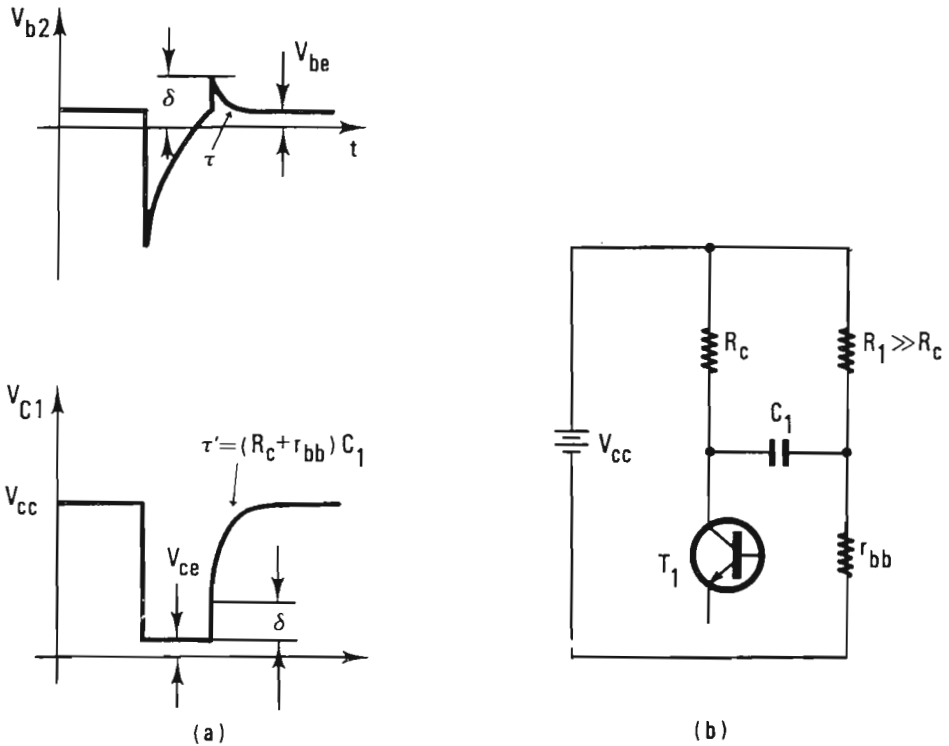 V_b2
V_be
δ
τ
t
V_C1
τ'=(R_c+r_bb) C_1
V_cc
V_ce
δ
(a)
R_c
R_1≫R_c
C_1
V_cc
T_1
r_bb
(b)